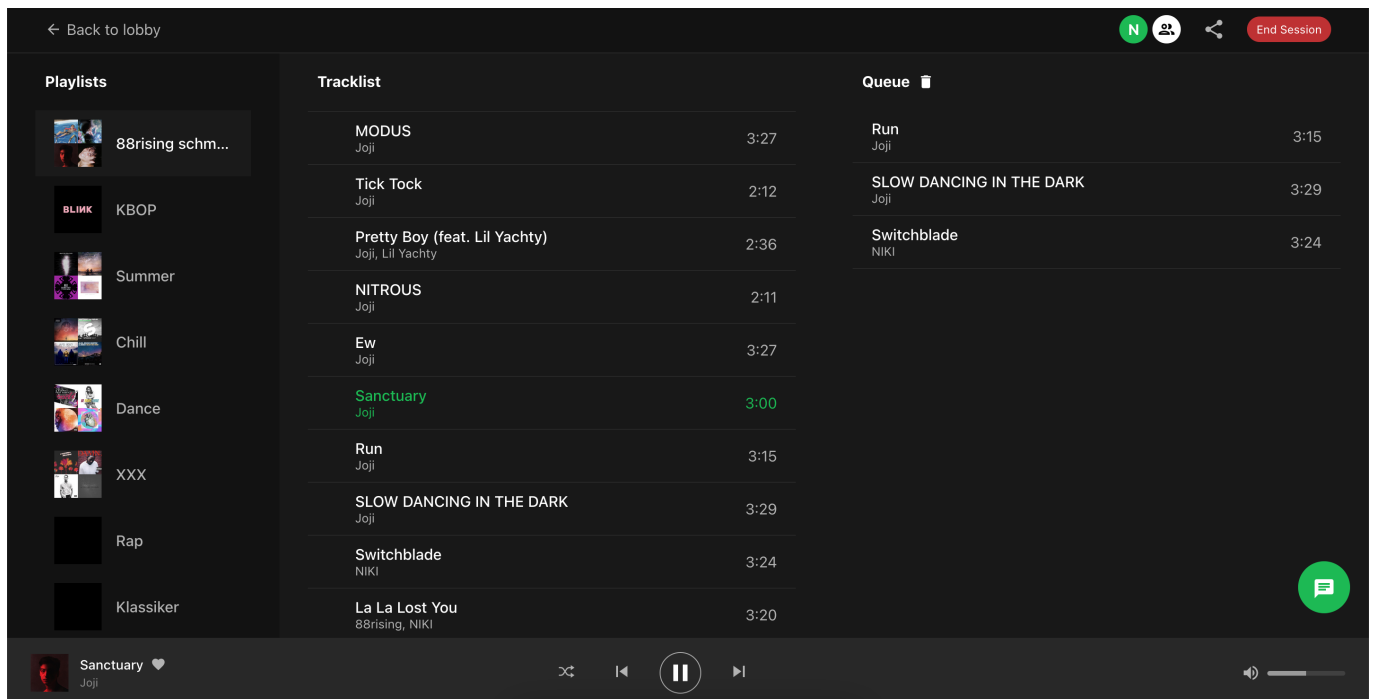 Back to lobby
N
End Session
Playlists
88rising schm...
BLIИK
KBOP
Summer
Chill
Dance
XXX
Rap
Klassiker
Tracklist
MODUS
Joji
3:27
Tick Tock
Joji
2:12
Pretty Boy (feat. Lil Yachty)
Joji, Lil Yachty
2:36
NITROUS
Joji
2:11
Ew
Joji
3:27
Sanctuary
Joji
3:00
Run
Joji
3:15
SLOW DANCING IN THE DARK
Joji
3:29
Switchblade
NIKI
3:24
La La Lost You
88rising, NIKI
3:20
Queue
Run
Joji
3:15
SLOW DANCING IN THE DARK
Joji
3:29
Switchblade
NIKI
3:24
Sanctuary
Joji